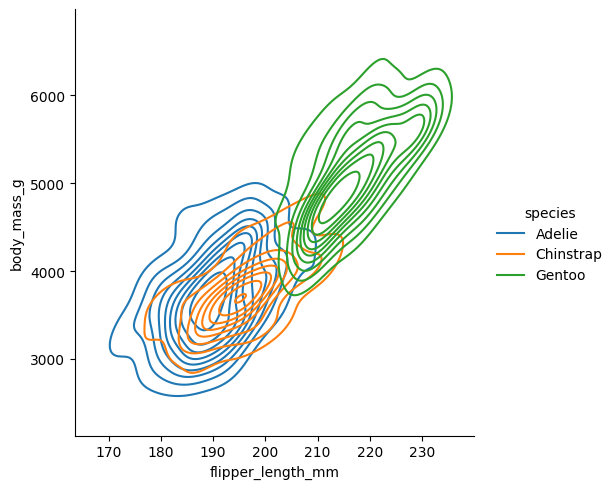 6000
5000
4000
3000
body_mass_g
170 180 190 200 210 220 230
flipper_length_mm
species
Adelie
Chinstrap
Gentoo